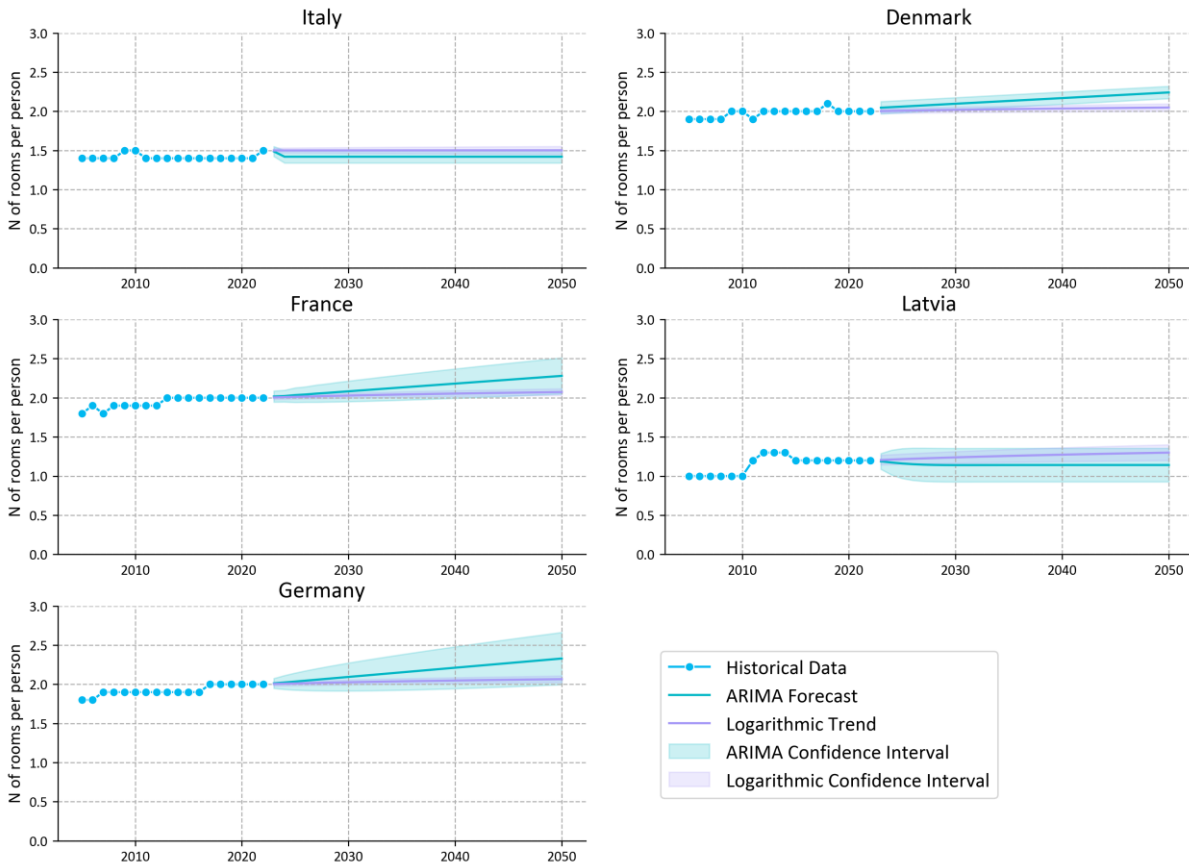 Italy
N of rooms per person
3.0
2.5
2.0
1.5
1.0
0.5
0.0
2010 2020 2030 2040 2050
Denmark
N of rooms per person
3.0
2.5
2.0
1.5
1.0
0.5
0.0
2010 2020 2030 2040 2050
France
N of rooms per person
3.0
2.5
2.0
1.5
1.0
0.5
0.0
2010 2020 2030 2040 2050
Latvia
N of rooms per person
3.0
2.5
2.0
1.5
1.0
0.5
0.0
2010 2020 2030 2040 2050
Germany
N of rooms per person
3.0
2.5
2.0
1.5
1.0
0.5
0.0
2010 2020 2030 2040 2050
Historical Data
ARIMA Forecast
Logarithmic Trend
ARIMA Confidence Interval
Logarithmic Confidence Interval